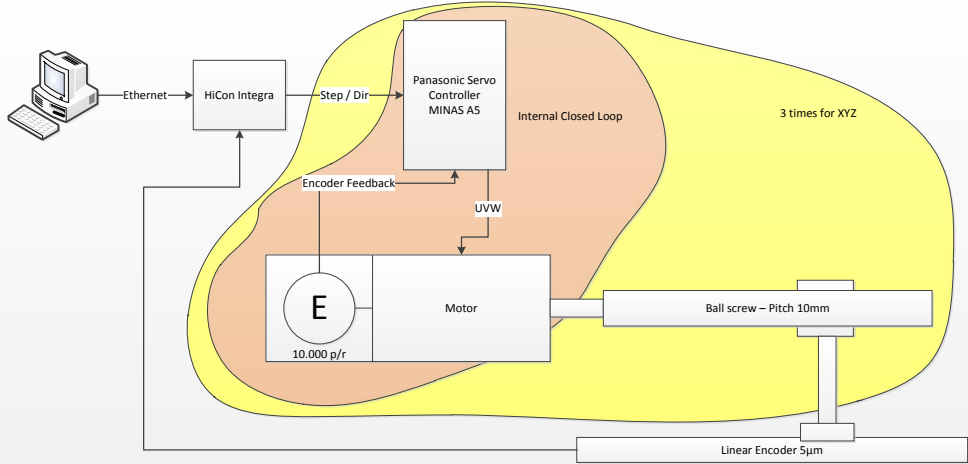 Ethernet
HiCon Integra
Step / Dir
Panasonic Servo
Controller
MINAS A5
Internal Closed Loop
3 times for XYZ
Encoder Feedback
UVW
E
10.000 p/r
Motor
Ball screw – Pitch 10mm
Linear Encoder 5µm